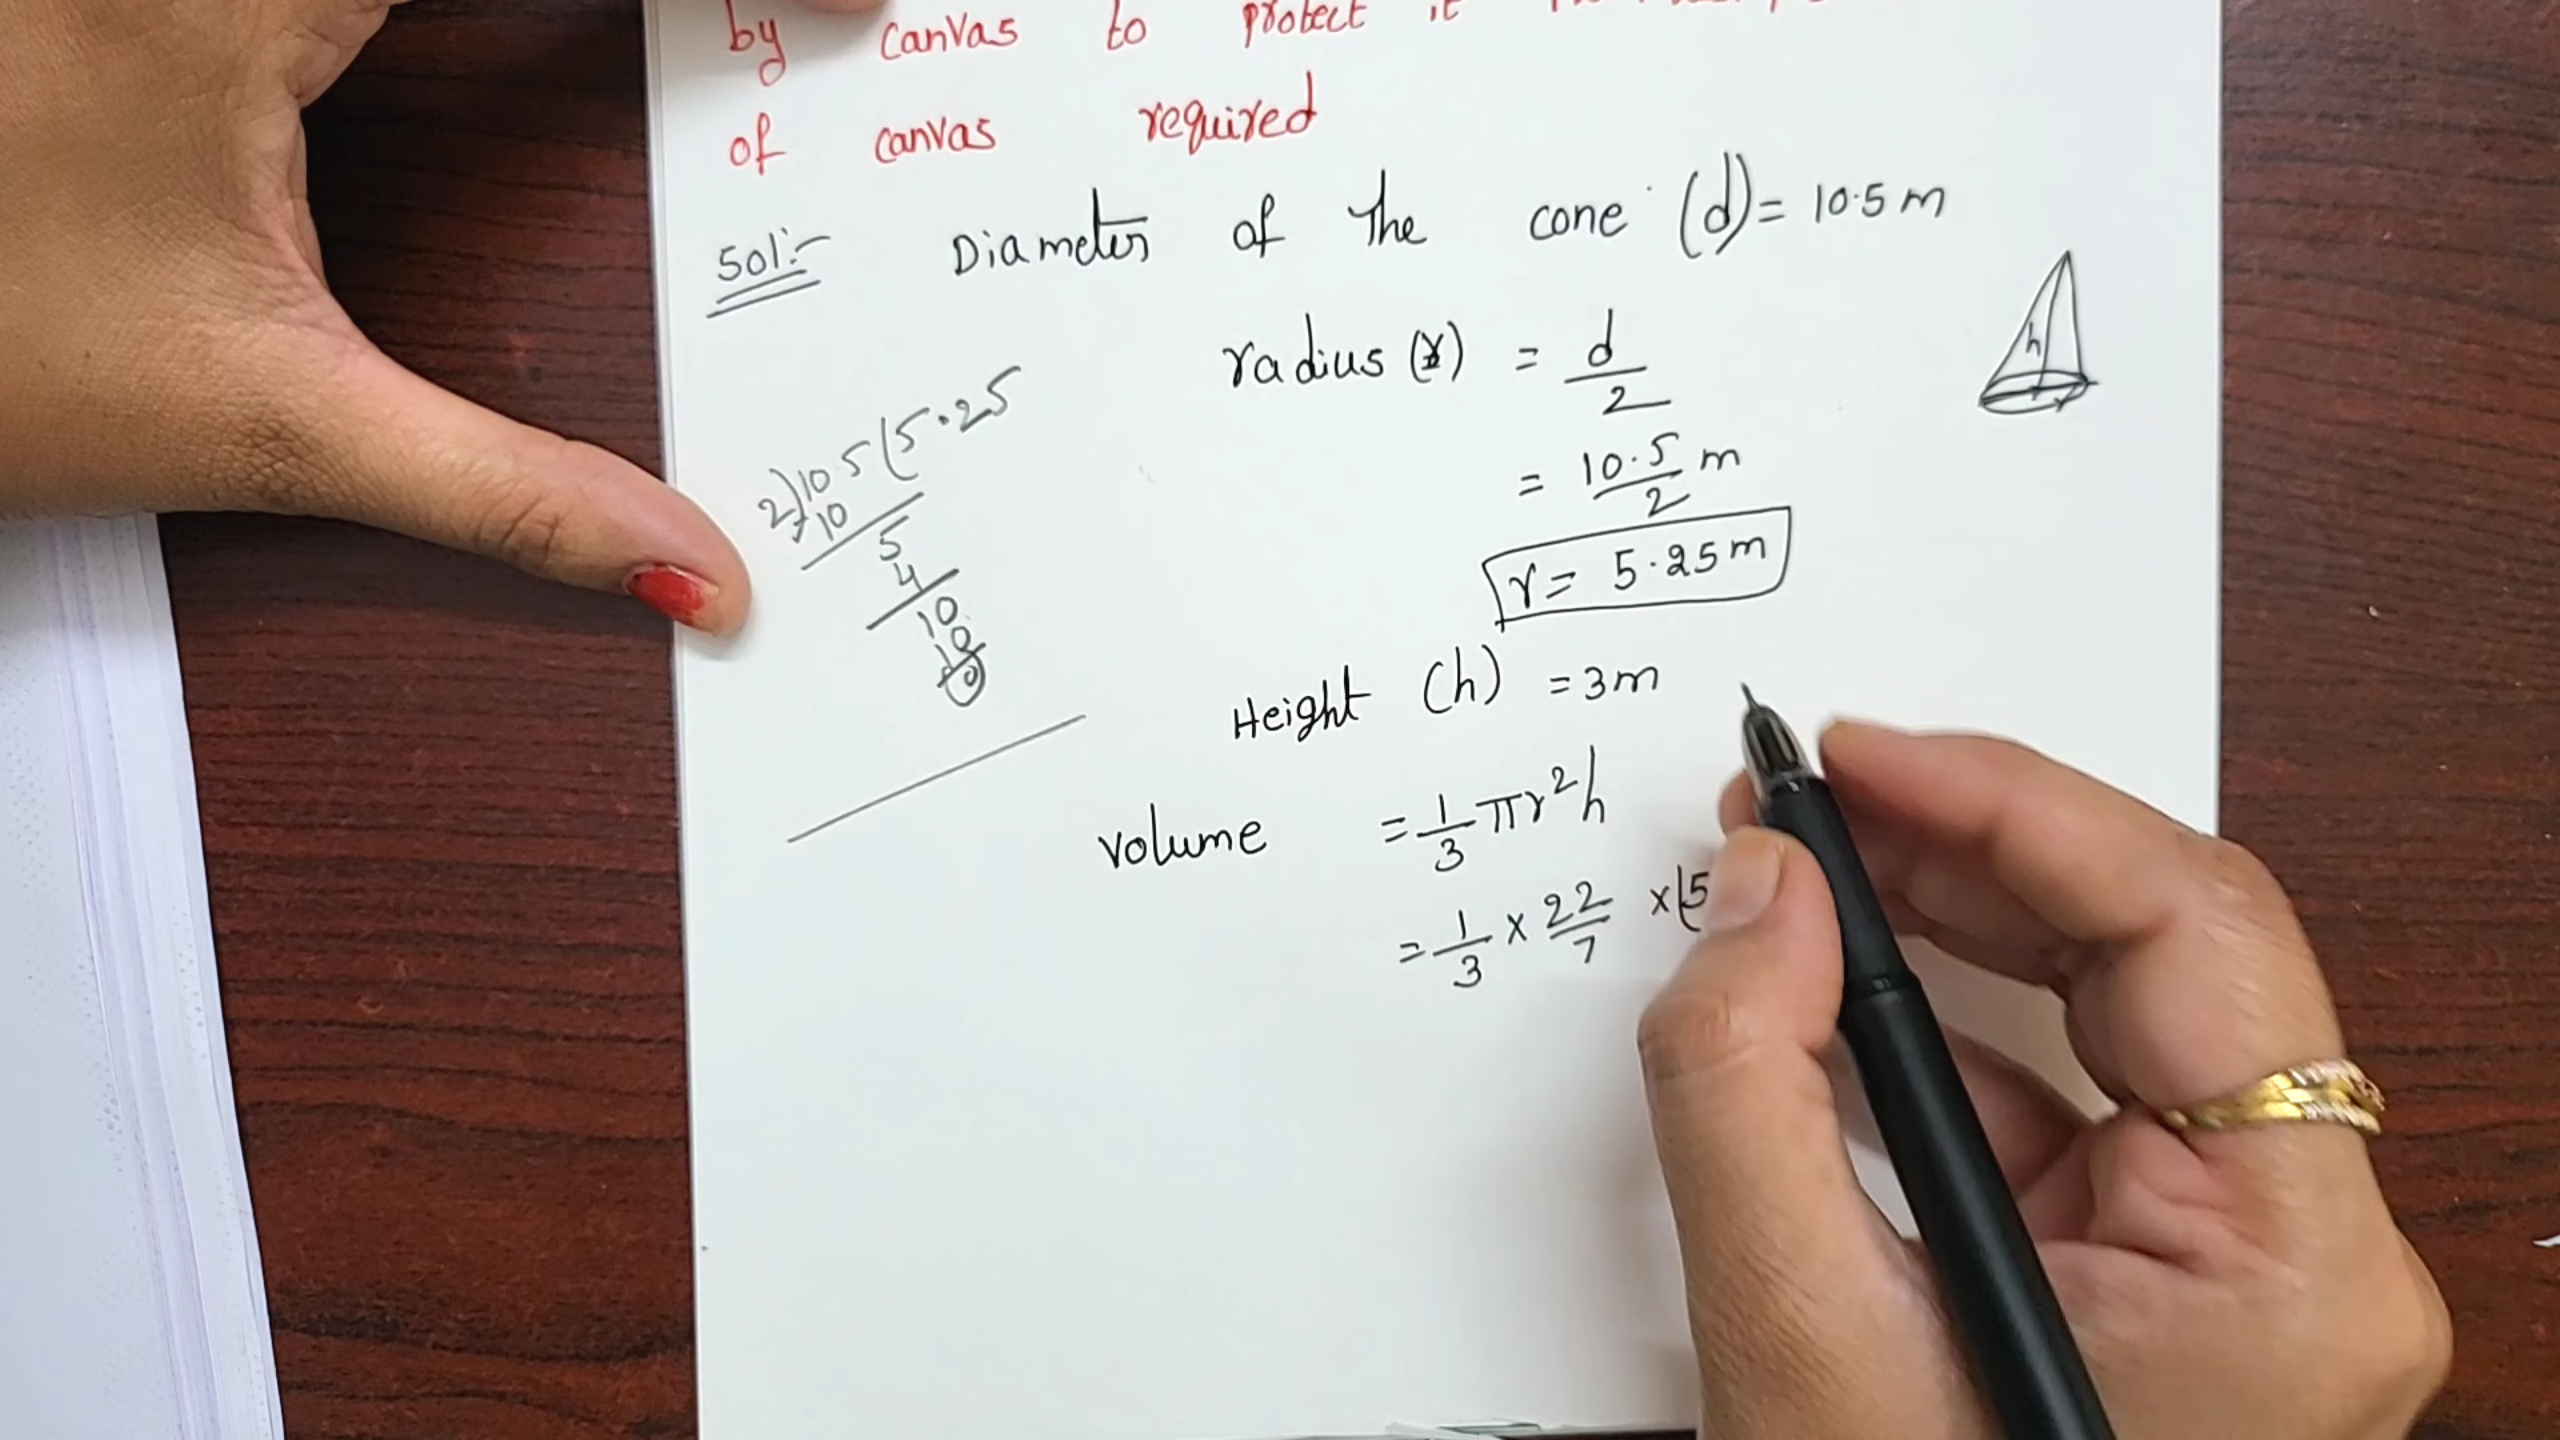 by canvas to protect it
of canvas required
Sol:- Diameter of the cone (d) = 10.5 m
radius (r) = d/2
= 10.5/2 m
r = 5.25 m
2)10.5(5.25
10
5
4
10
10
0
h
r
Height (h) = 3m
volume = 1/3 πr²h
= 1/3 × 22/7 × (5